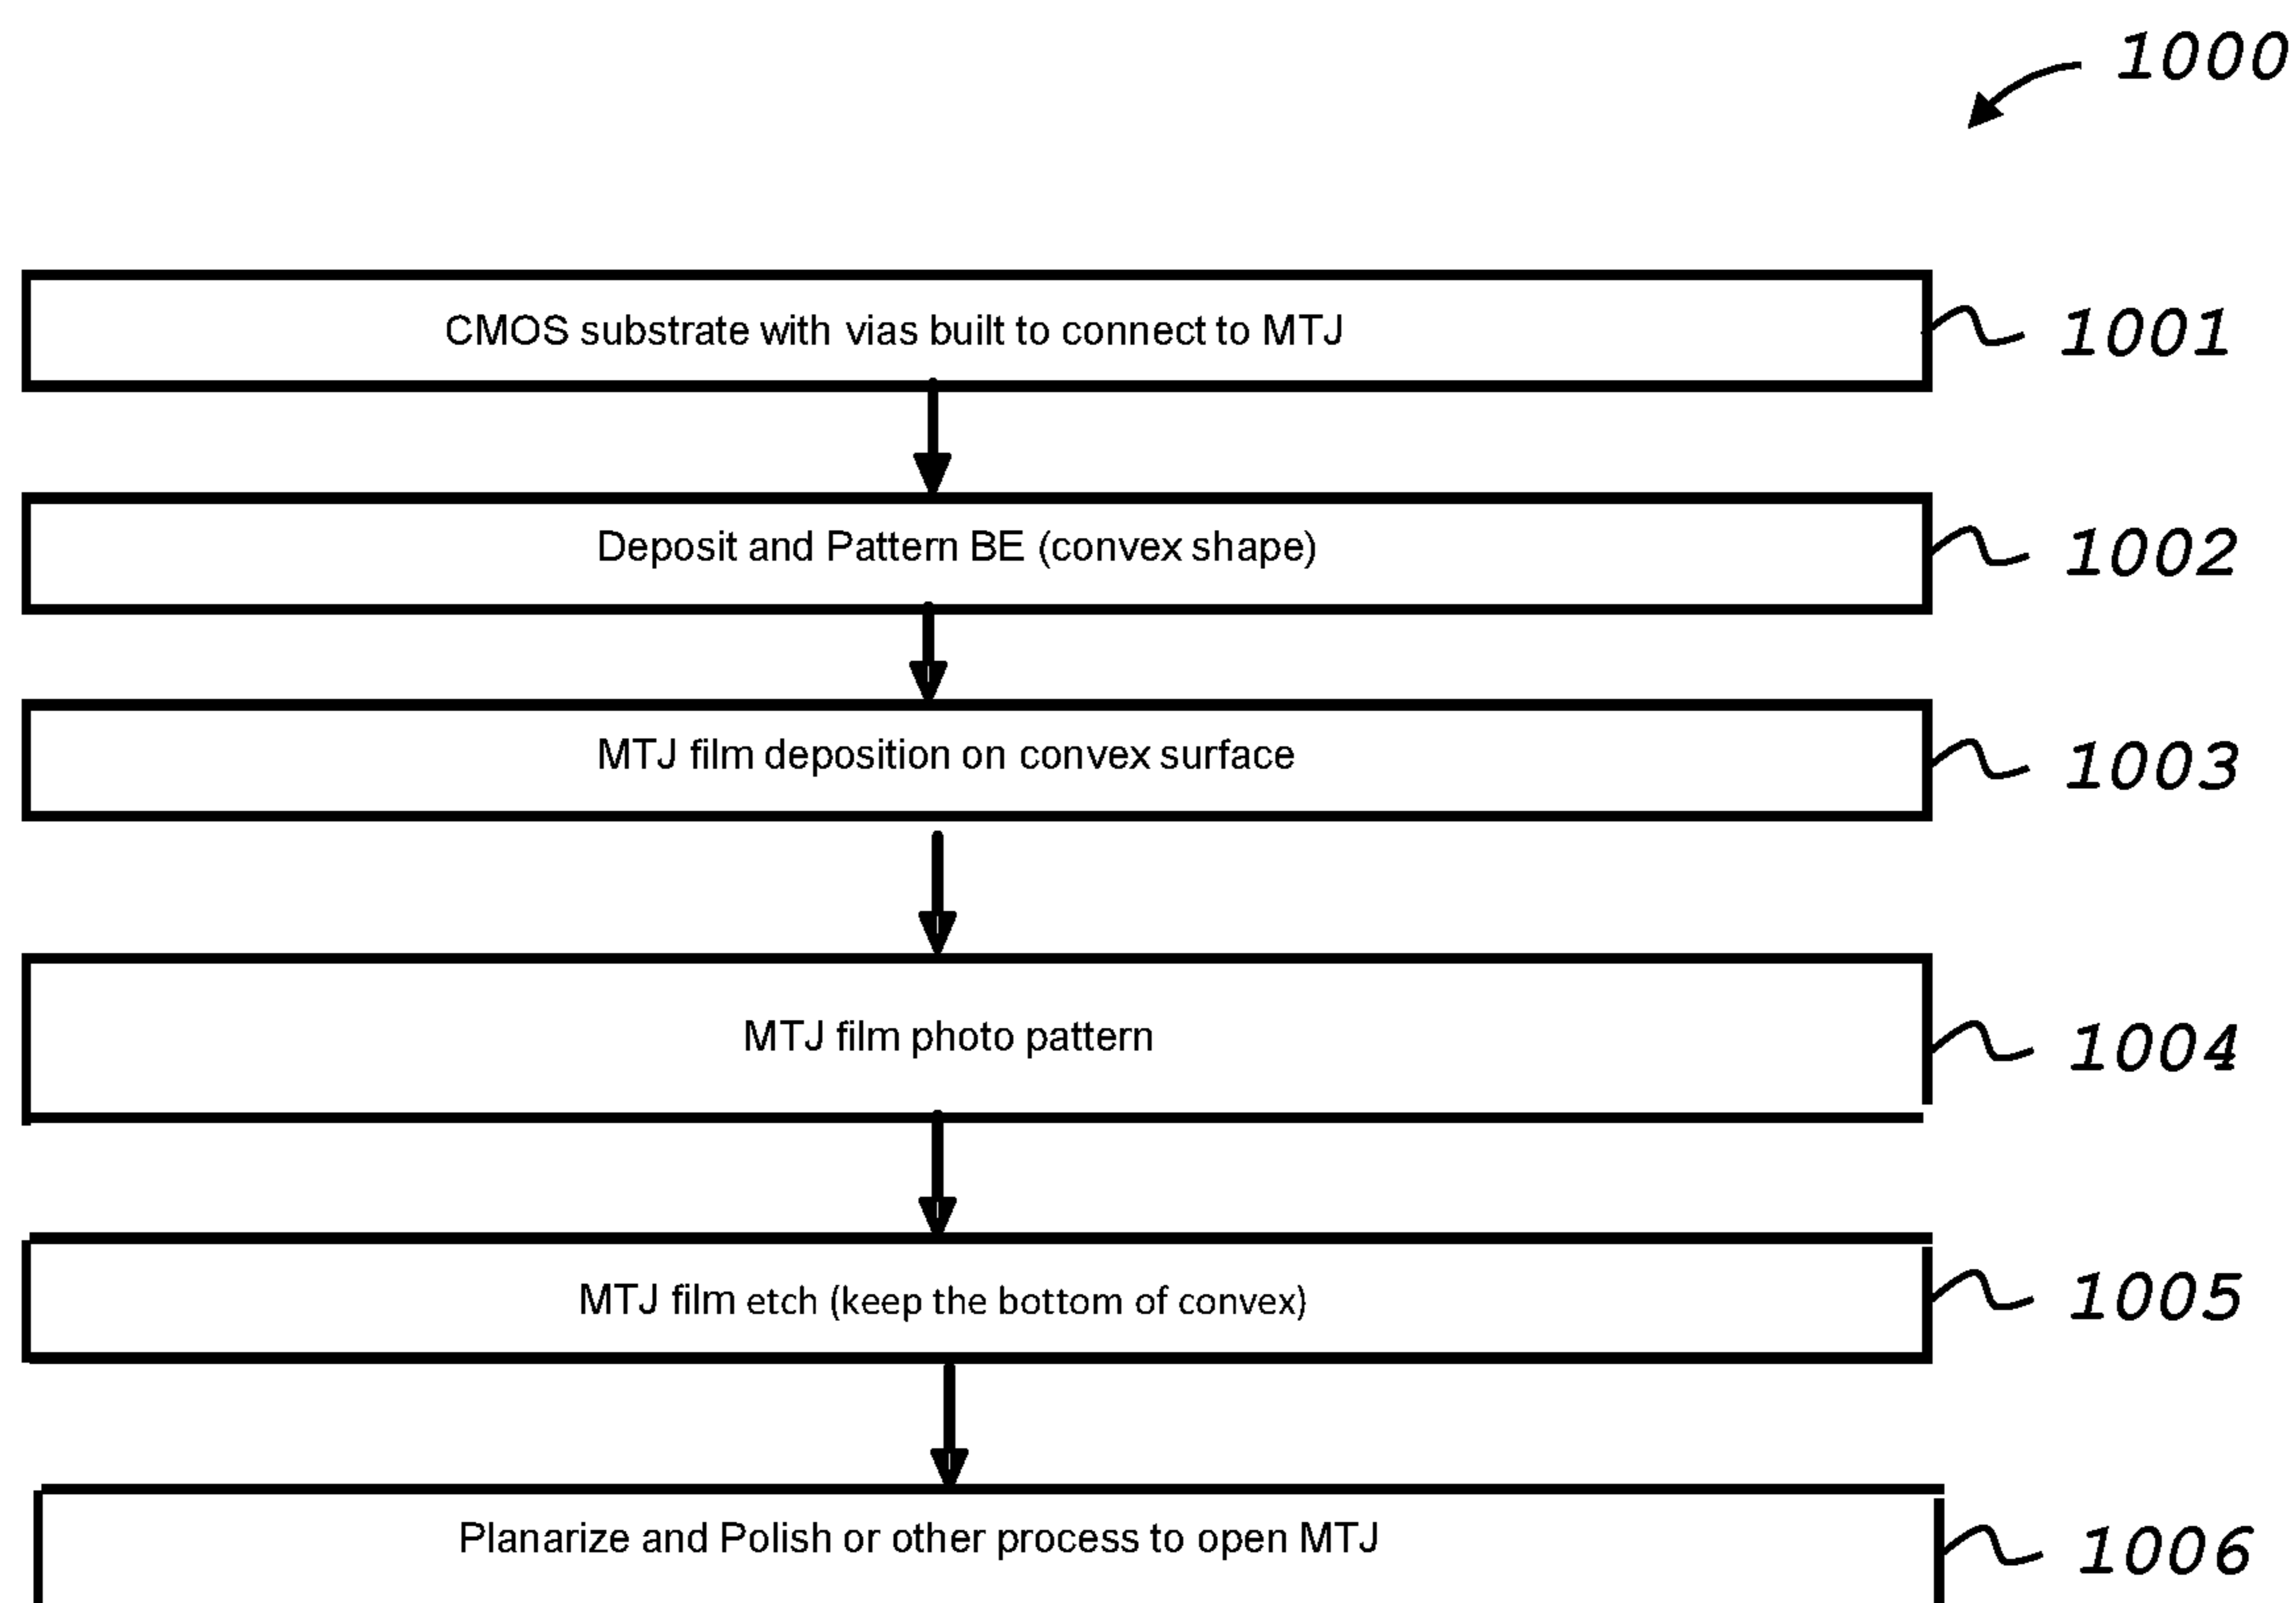 1000
CMOS substrate with vias built to connect to MTJ
1001
Deposit and Pattern BE (convex shape)
1002
MTJ film deposition on convex surface
1003
MTJ film photo pattern
1004
MTJ film etch (keep the bottom of convex)
1005
Planarize and Polish or other process to open MTJ
1006